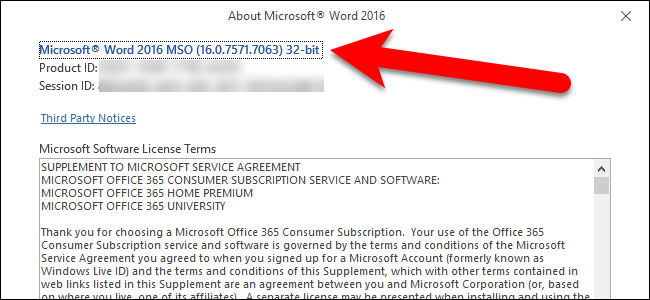 About Microsoft® Word 2016
Microsoft® Word 2016 MSO (16.0.7571.7063) 32-bit
Product ID:
Session ID:
Third Party Notices
Microsoft Software License Terms
SUPPLEMENT TO MICROSOFT SERVICE AGREEMENT
MICROSOFT OFFICE 365 CONSUMER SUBSCRIPTION SERVICE AND SOFTWARE:
MICROSOFT OFFICE 365 HOME PREMIUM
MICROSOFT OFFICE 365 UNIVERSITY
Thank you for choosing a Microsoft Office 365 Consumer Subscription. Your use of the Office 365
Consumer Subscription service and software is governed by the terms and conditions of the Microsoft
Service Agreement you agreed to when you signed up for a Microsoft Account (formerly known as
Windows Live ID) and the terms and conditions of this Supplement, which with other terms contained in
web links listed in this Supplement are an agreement between you and Microsoft Corporation (or, based
on where you live, one of its affiliates). A separate license may be presented when installing and using the